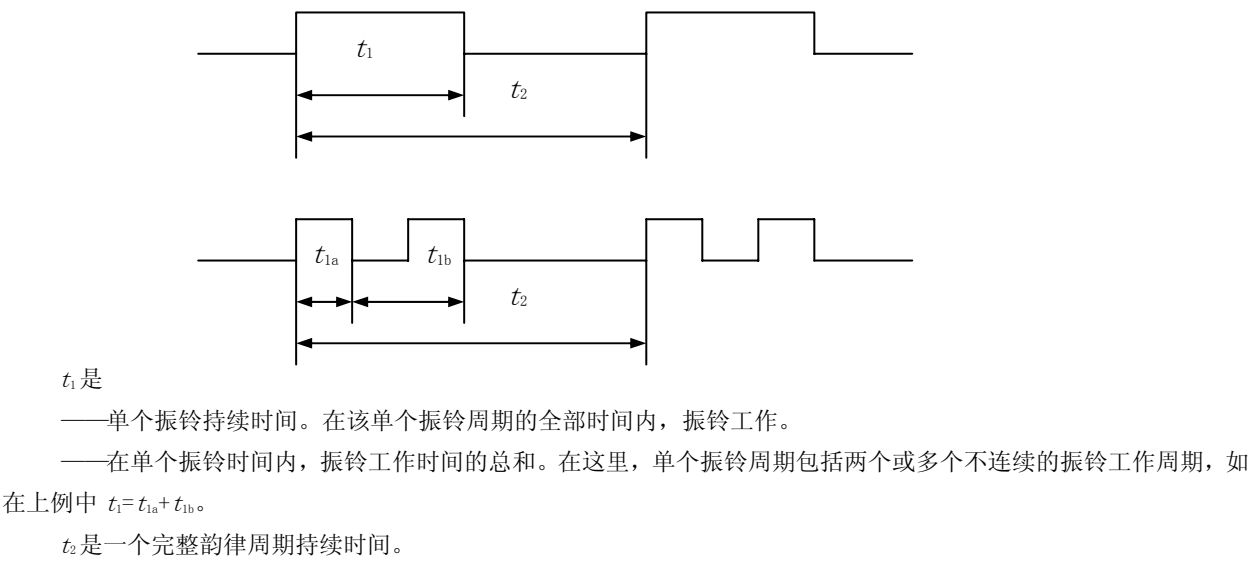 t₁
t₂
t₁ₐ t₁b
t₂
t₁是
——单个振铃持续时间。在该单个振铃周期的全部时间内，振铃工作。
——在单个振铃时间内，振铃工作时间的总和。在这里，单个振铃周期包括两个或多个不连续的振铃工作周期，如
在上例中 t₁=t₁ₐ+t₁b。
t₂是一个完整韵律周期持续时间。